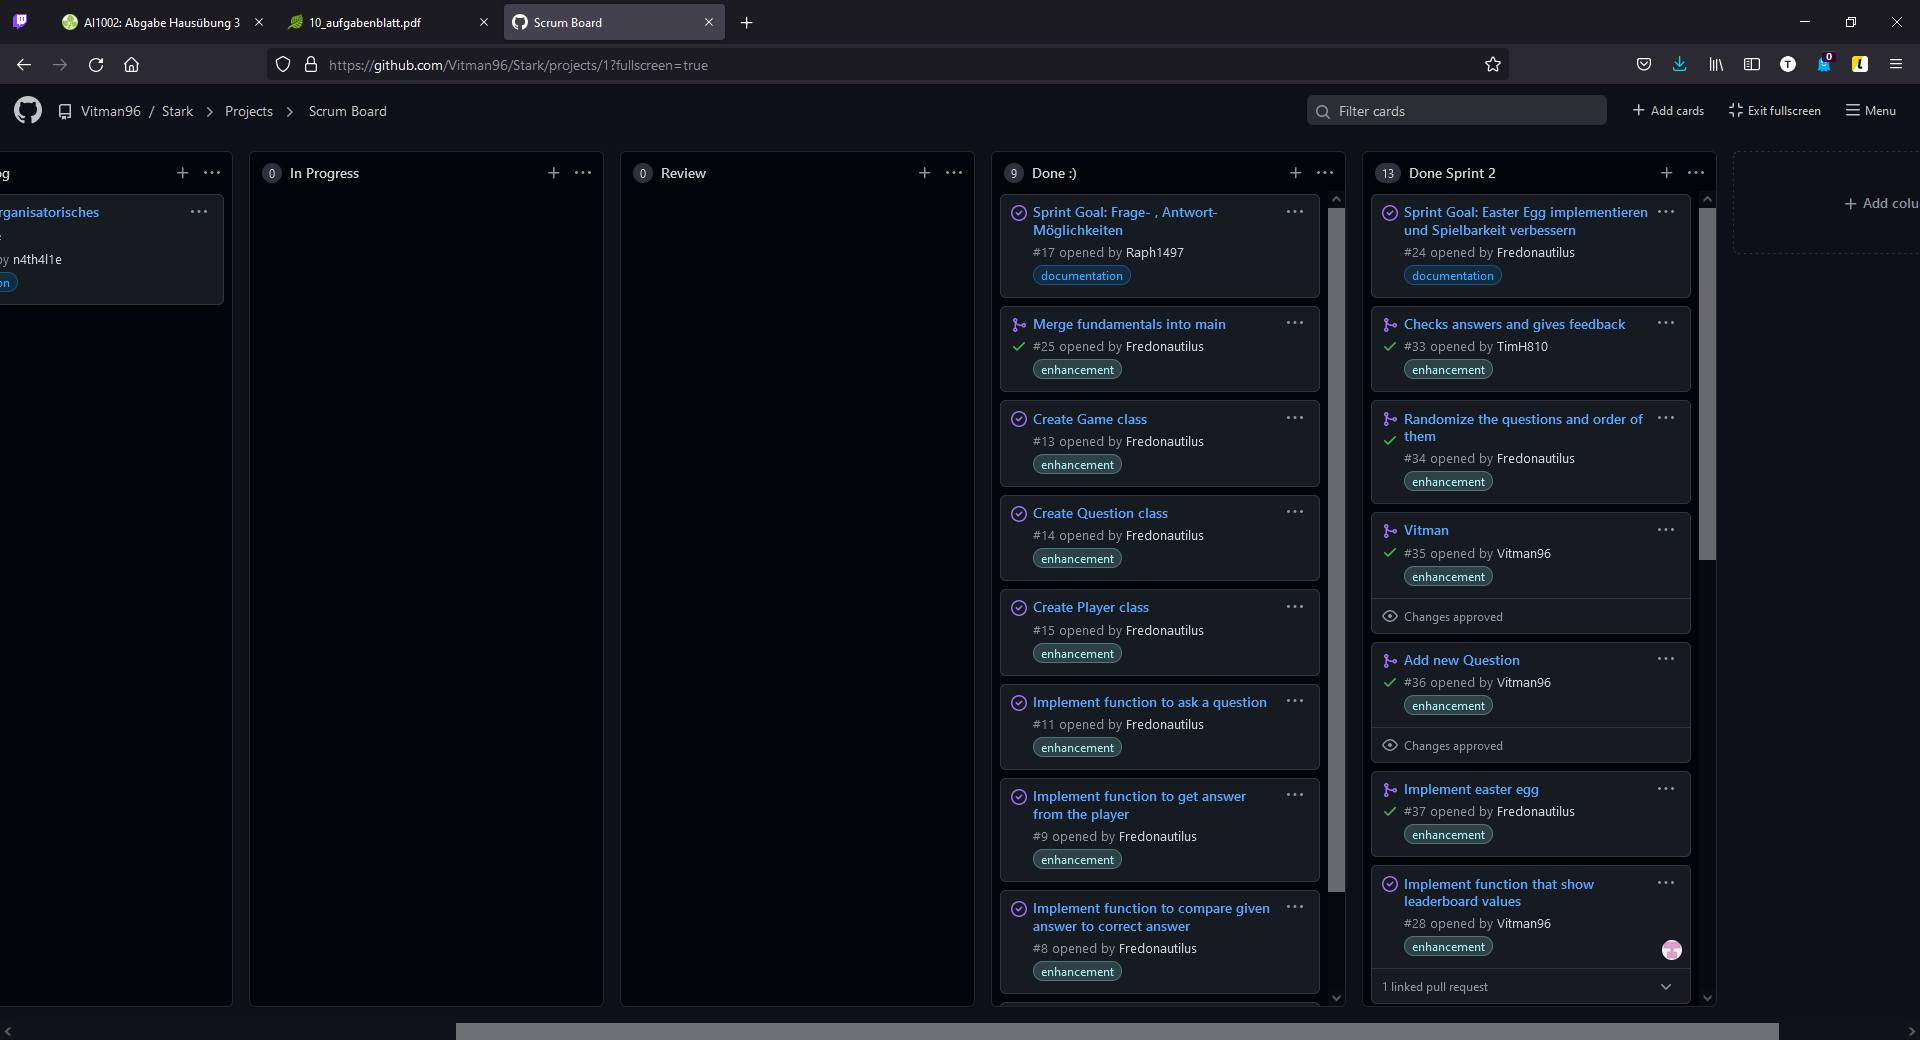 AI1002: Abgabe Hausübung 3
10_aufgabenblatt.pdf
Scrum Board
https://github.com/Vitman96/Stark/projects/1?fullscreen=true
0
T
Vitman96 / Stark
Projects
Scrum Board
Filter cards
Add cards
Exit fullscreen
Menu
og
rganisatorisches
by n4th4l1e
on
0 In Progress
0 Review
9 Done :)
Sprint Goal: Frage- , Antwort-
Möglichkeiten
#17 opened by Raph1497
documentation
Merge fundamentals into main
#25 opened by Fredonautilus
enhancement
Create Game class
#13 opened by Fredonautilus
enhancement
Create Question class
#14 opened by Fredonautilus
enhancement
Create Player class
#15 opened by Fredonautilus
enhancement
Implement function to ask a question
#11 opened by Fredonautilus
enhancement
Implement function to get answer
from the player
#9 opened by Fredonautilus
enhancement
Implement function to compare given
answer to correct answer
#8 opened by Fredonautilus
enhancement
13 Done Sprint 2
Sprint Goal: Easter Egg implementieren
und Spielbarkeit verbessern
#24 opened by Fredonautilus
documentation
Checks answers and gives feedback
#33 opened by TimH810
enhancement
Randomize the questions and order of
them
#34 opened by Fredonautilus
enhancement
Vitman
#35 opened by Vitman96
enhancement
Changes approved
Add new Question
#36 opened by Vitman96
enhancement
Changes approved
Implement easter egg
#37 opened by Fredonautilus
enhancement
Implement function that show
leaderboard values
#28 opened by Vitman96
enhancement
1 linked pull request
Add colu